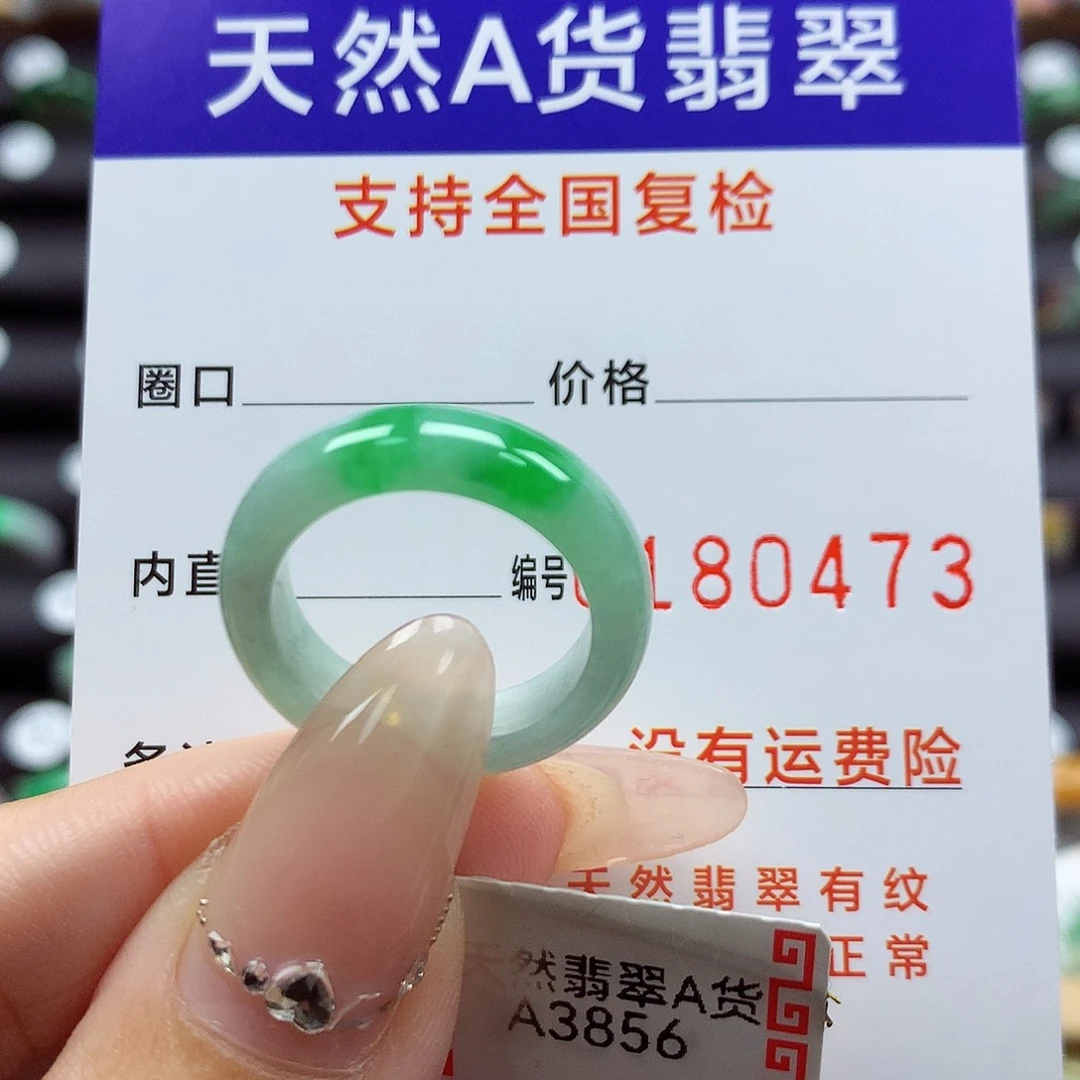 天然A货翡翠
支持全国复检
圈口 价格
内直 编号 180473
没有运费险
天然翡翠有纹
正常
然翡翠A货
A3856